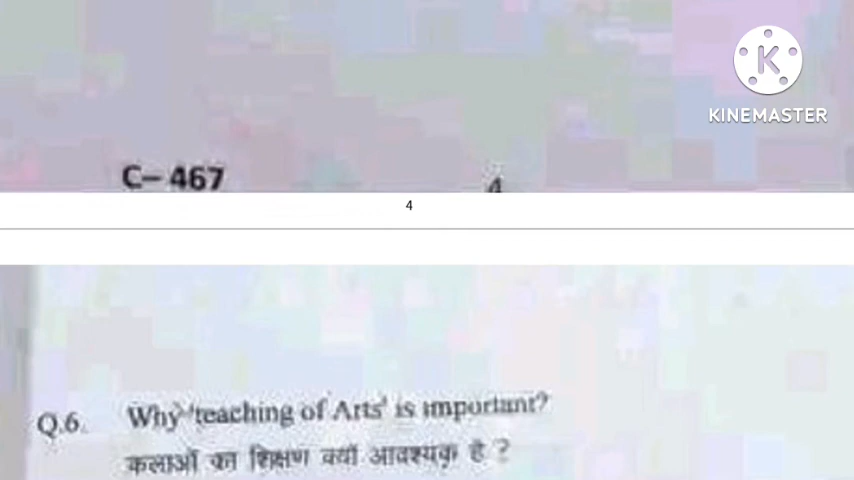 KINEMASTER
C-467
4
4
Q.6. Why 'teaching of Arts' is important?
कलाओं का शिक्षण क्यों आवश्यक है ?